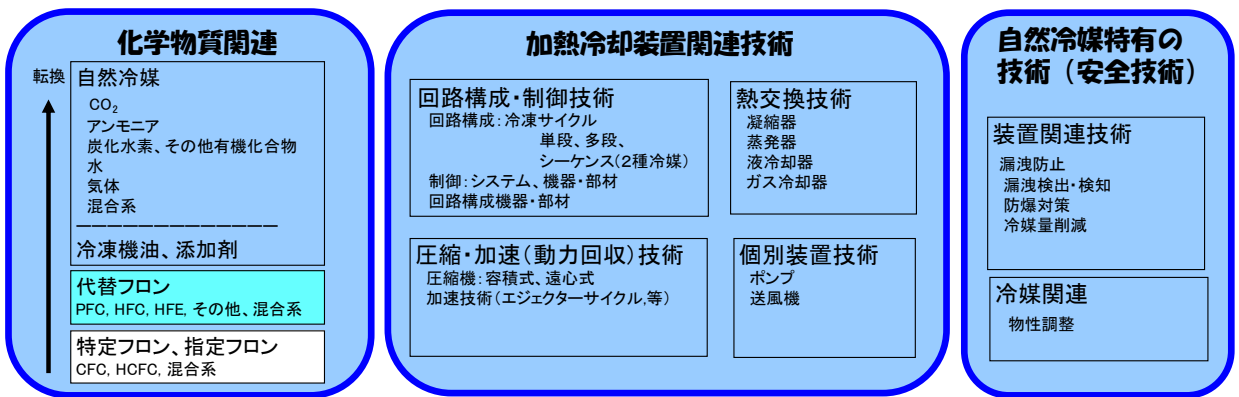 化学物質関連
転換
自然冷媒
CO₂
アンモニア
炭化水素、その他有機化合物
水
気体
混合系
冷凍機油、添加剤
代替フロン
PFC, HFC, HFE, その他、混合系
特定フロン、指定フロン
CFC, HCFC, 混合系
加熱冷却装置関連技術
回路構成・制御技術
回路構成：冷凍サイクル
単段、多段、
シーケンス(2種冷媒)
制御：システム、機器・部材
回路構成機器・部材
熱交換技術
凝縮器
蒸発器
液冷却器
ガス冷却器
圧縮・加速(動力回収)技術
圧縮機：容積式、遠心式
加速技術(エジェクターサイクル,等)
個別装置技術
ポンプ
送風機
自然冷媒特有の
技術（安全技術）
装置関連技術
漏洩防止
漏洩検出・検知
防爆対策
冷媒量削減
冷媒関連
物性調整